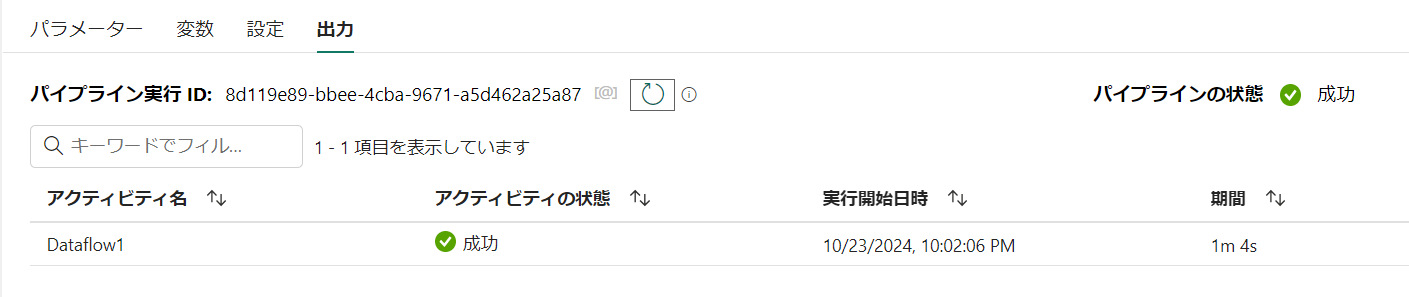 パラメーター 変数 設定 出力
パイプライン実行 ID: 8d119e89-bbee-4cba-9671-a5d462a25a87 [@] パイプラインの状態 成功
キーワードでフィル... 1 - 1 項目を表示しています
アクティビティ名 アクティビティの状態 実行開始日時 期間
Dataflow1 成功 10/23/2024, 10:02:06 PM 1m 4s